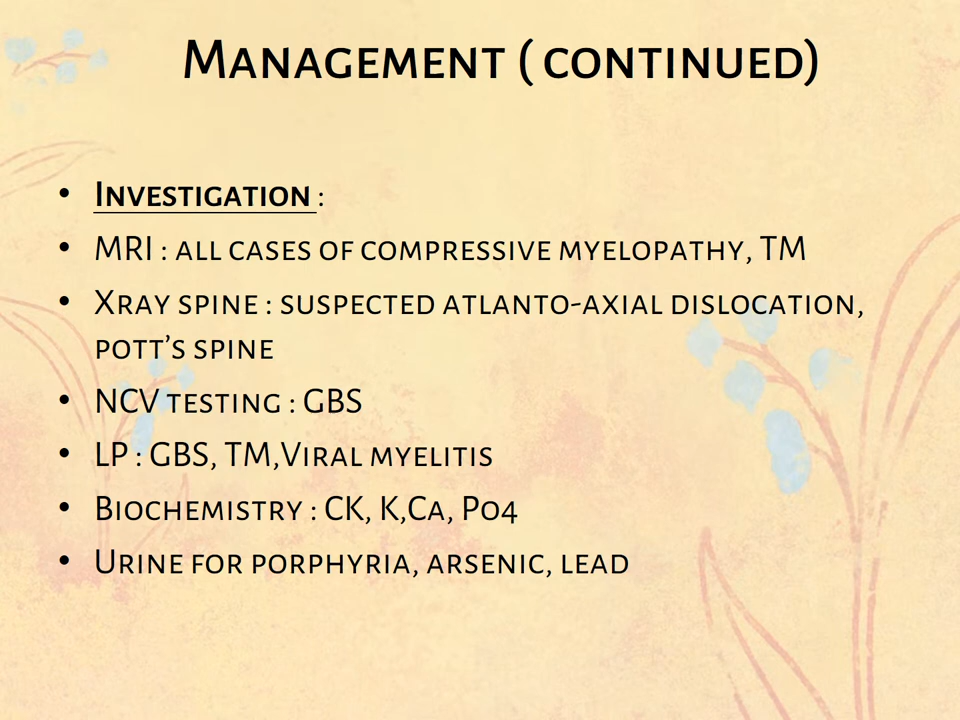 Management ( continued)
• Investigation :
• MRI : all cases of compressive myelopathy, TM
• Xray spine : suspected atlanto-axial dislocation,
pott’s spine
• NCV testing : GBS
• LP : GBS, TM,Viral myelitis
• Biochemistry : CK, K,Ca, Po4
• Urine for porphyria, arsenic, lead